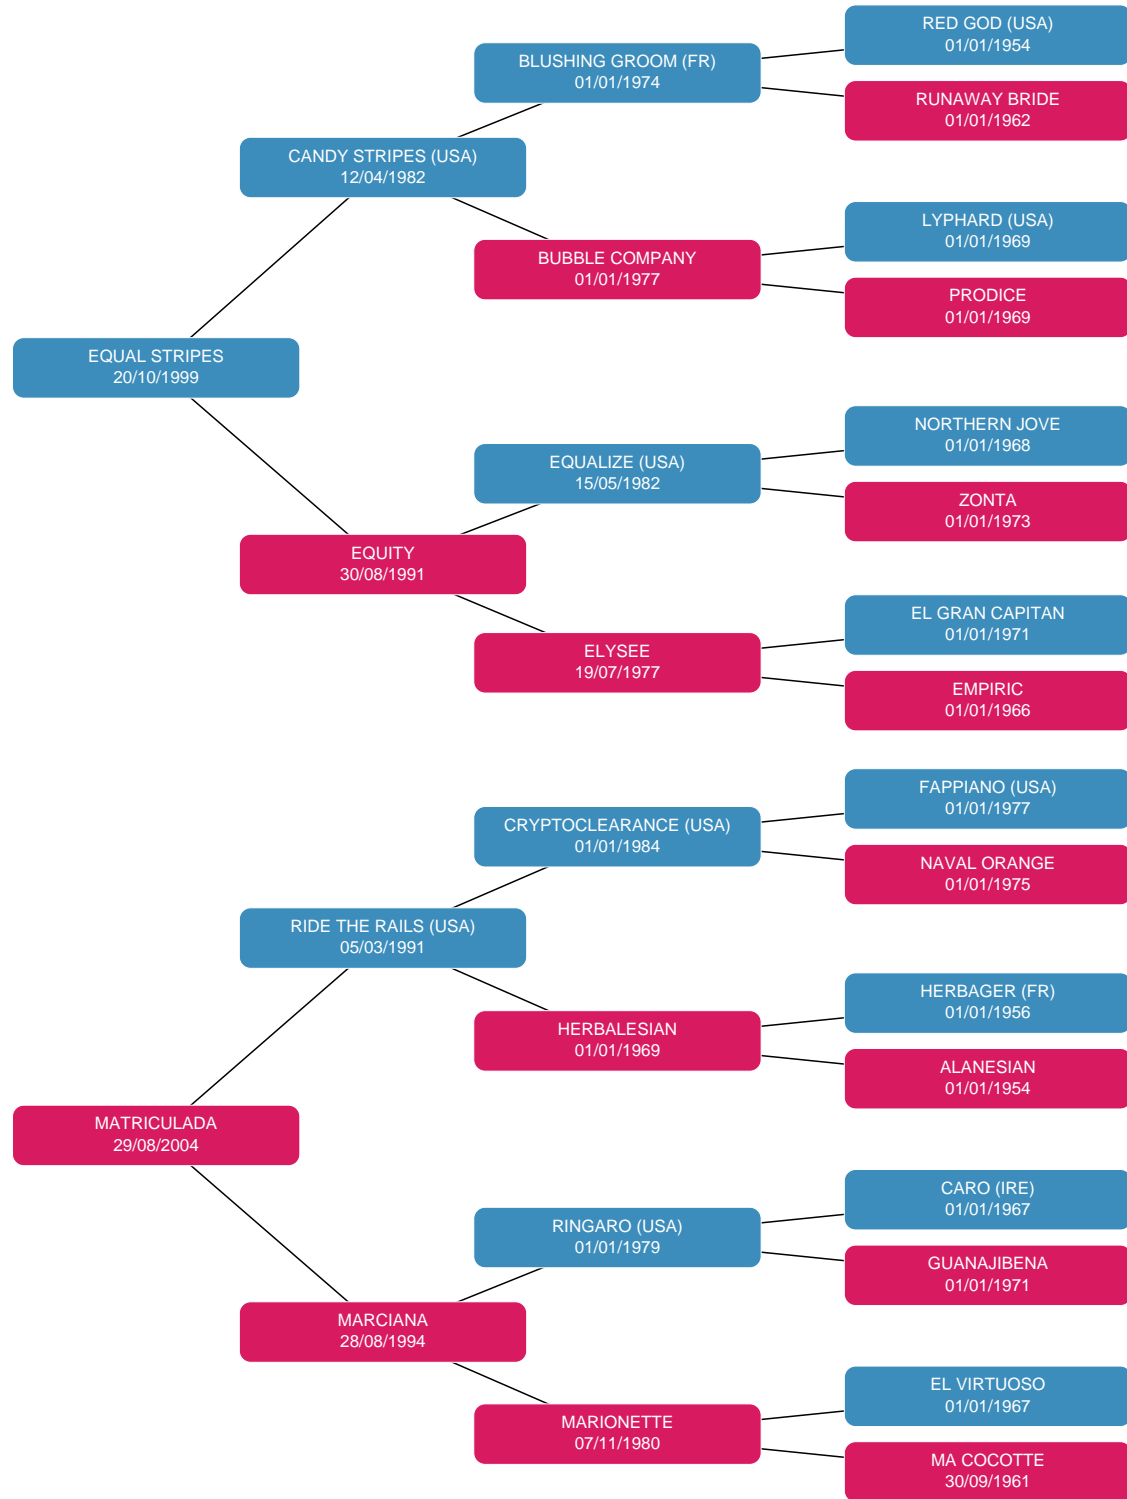 RED GOD (USA)
01/01/1954
BLUSHING GROOM (FR)
01/01/1974
RUNAWAY BRIDE
01/01/1962
CANDY STRIPES (USA)
12/04/1982
LYPHARD (USA)
01/01/1969
BUBBLE COMPANY
01/01/1977
PRODICE
01/01/1969
EQUAL STRIPES
20/10/1999
NORTHERN JOVE
01/01/1968
EQUALIZE (USA)
15/05/1982
ZONTA
01/01/1973
EQUITY
30/08/1991
EL GRAN CAPITAN
01/01/1971
ELYSEE
19/07/1977
EMPIRIC
01/01/1966
FAPPIANO (USA)
01/01/1977
CRYPTOCLEARANCE (USA)
01/01/1984
NAVAL ORANGE
01/01/1975
RIDE THE RAILS (USA)
05/03/1991
HERBAGER (FR)
01/01/1956
HERBALESIAN
01/01/1969
ALANESIAN
01/01/1954
MATRICULADA
29/08/2004
CARO (IRE)
01/01/1967
RINGARO (USA)
01/01/1979
GUANAJIBENA
01/01/1971
MARCIANA
28/08/1994
EL VIRTUOSO
01/01/1967
MARIONETTE
07/11/1980
MA COCOTTE
30/09/1961